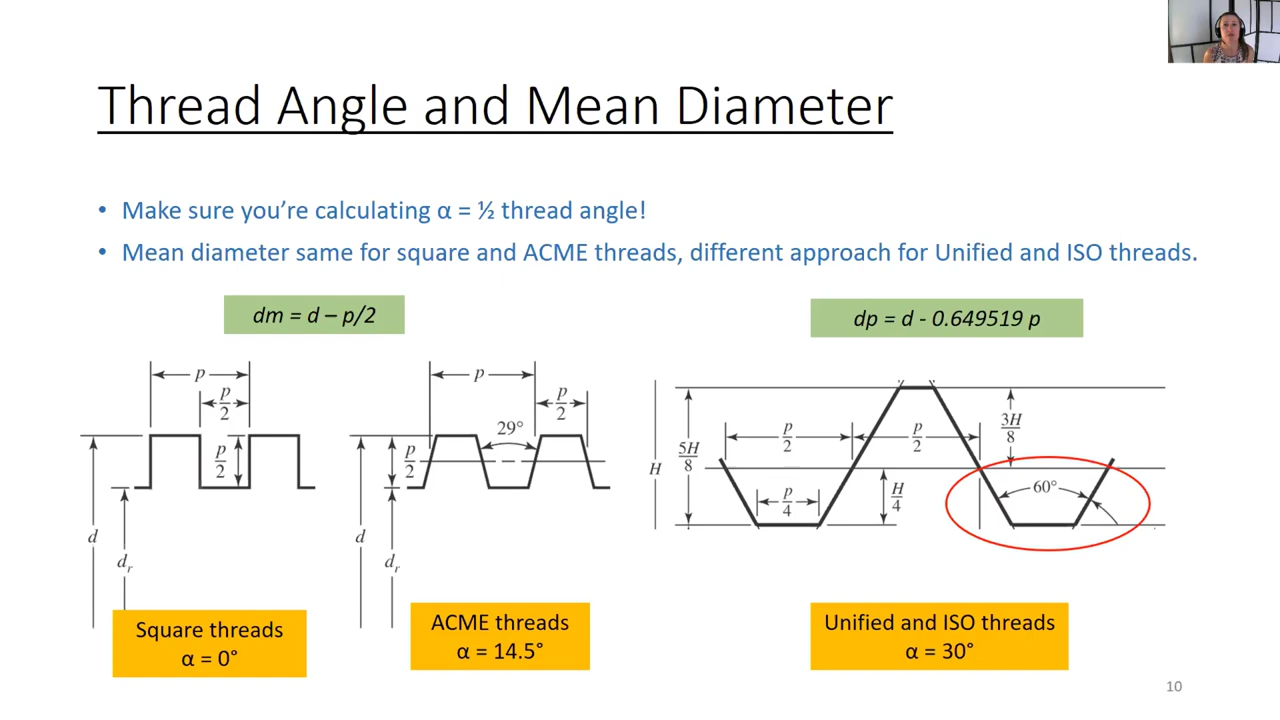 Thread Angle and Mean Diameter
• Make sure you’re calculating α = ½ thread angle!
• Mean diameter same for square and ACME threads, different approach for Unified and ISO threads.
dm = d – p/2
dp = d - 0.649519 p
p
p/2
p/2
d
d_r
p
p/2
29°
p/2
d
d_r
H
5H/8
p/2
p/2
3H/8
p/4
H/4
60°
Square threads
α = 0°
ACME threads
α = 14.5°
Unified and ISO threads
α = 30°
10